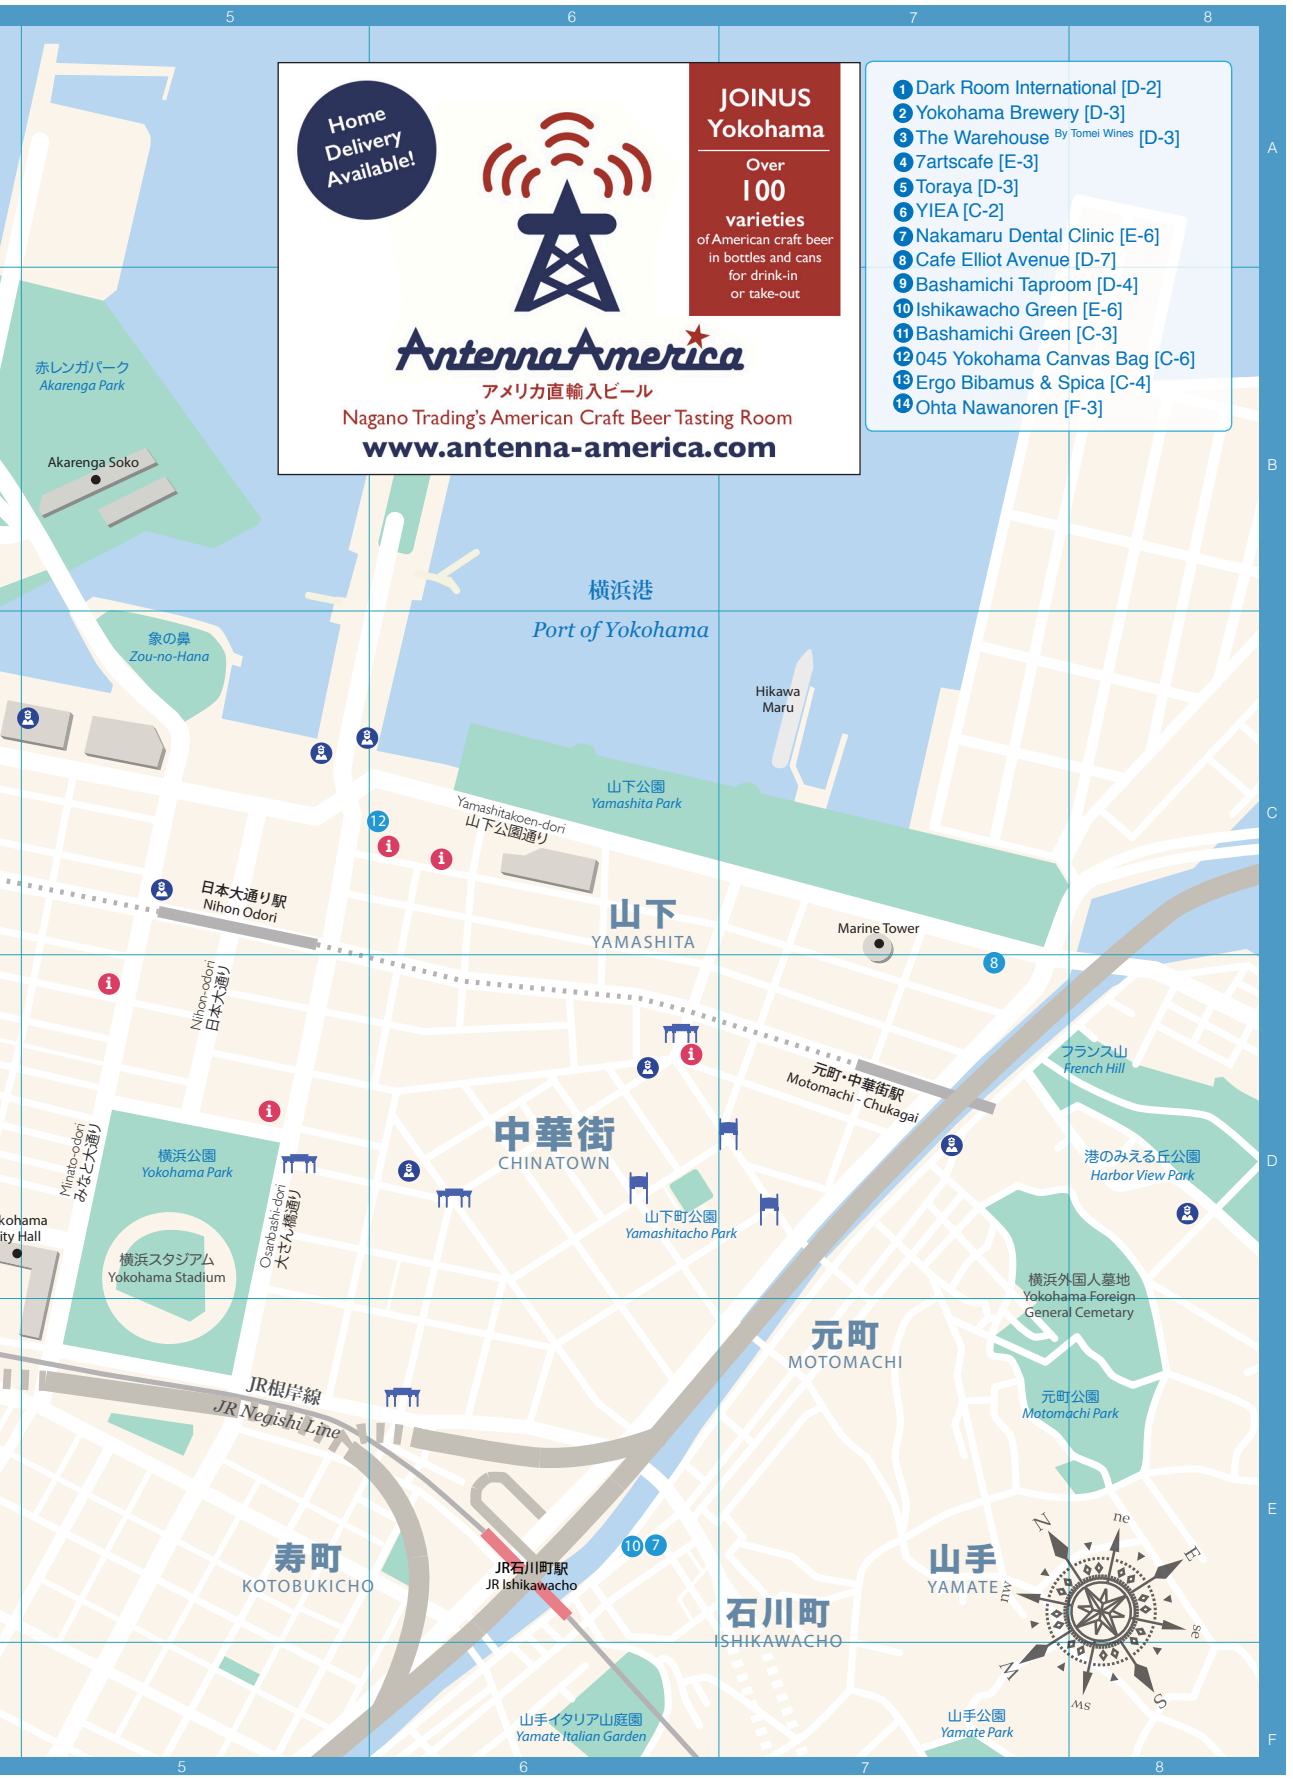 5
6
7
8
Home
Delivery
Available!
JOINUS
Yokohama
Over
100
varieties
of American craft beer
in bottles and cans
for drink-in
or take-out
Antenna America
アメリカ直輸入ビール
Nagano Trading's American Craft Beer Tasting Room
www.antenna-america.com
1 Dark Room International [D-2]
2 Yokohama Brewery [D-3]
3 The Warehouse By Tomei Wines [D-3]
4 7artscafe [E-3]
5 Toraya [D-3]
6 YIEA [C-2]
7 Nakamaru Dental Clinic [E-6]
8 Cafe Elliot Avenue [D-7]
9 Bashamichi Taproom [D-4]
10 Ishikawacho Green [E-6]
11 Bashamichi Green [C-3]
12 045 Yokohama Canvas Bag [C-6]
13 Ergo Bibamus & Spica [C-4]
14 Ohta Nawanoren [F-3]
A
赤レンガパーク
Akarenga Park
Akarenga Soko
B
横浜港
Port of Yokohama
象の鼻
Zou-no-Hana
Hikawa
Maru
山下公園
Yamashita Park
Yamashitakoen-dori
山下公園通り
C
12
i
i
日本大通り駅
Nihon Odori
山下
YAMASHITA
Marine Tower
8
i
Nihon-odori
日本大通り
i
元町・中華街駅
Motomachi - Chukagai
フランス山
French Hill
i
中華街
CHINATOWN
Minato-odori
みなと大通り
横浜公園
Yokohama Park
港のみえる丘公園
Harbor View Park
D
Osanbashi-dori
大さん橋通り
山下町公園
Yamashitacho Park
kohama
ity Hall
横浜スタジアム
Yokohama Stadium
横浜外国人墓地
Yokohama Foreign
General Cemetary
元町
MOTOMACHI
JR根岸線
JR Negishi Line
元町公園
Motomachi Park
E
寿町
KOTOBUKICHO
JR石川町駅
JR Ishikawacho
10
7
山手
YAMATE
石川町
ISHIKAWACHO
N
ne
E
se
S
sw
W
nw
山手イタリア山庭園
Yamate Italian Garden
山手公園
Yamate Park
F
5
6
7
8